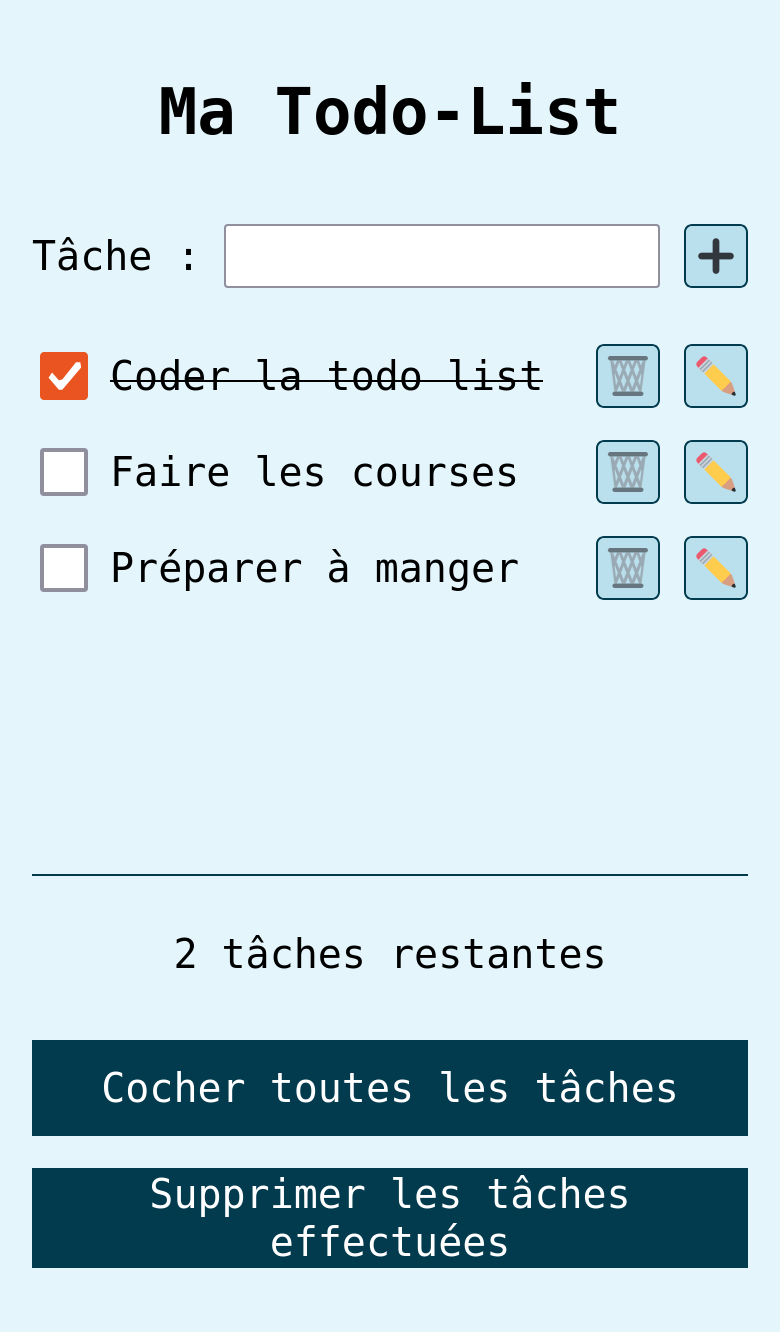 Ma Todo-List
Tâche :
Coder la todo list
Faire les courses
Préparer à manger
2 tâches restantes
Cocher toutes les tâches
Supprimer les tâches
effectuées